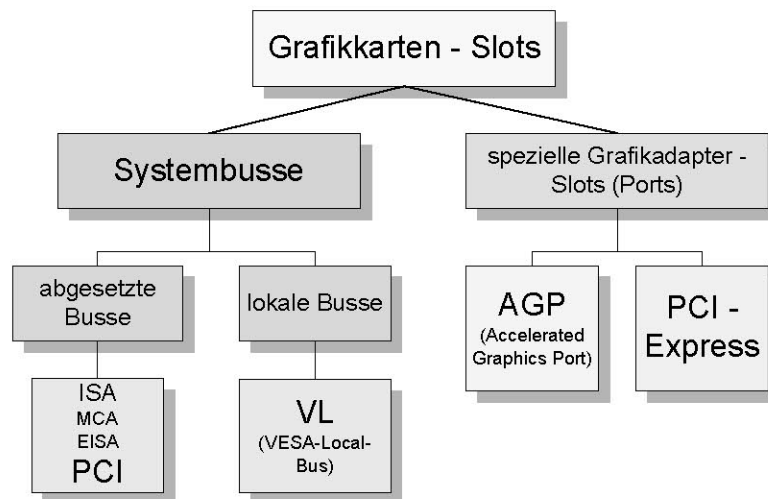 Grafikkarten - Slots
Systembusse
spezielle Grafikadapter -
Slots (Ports)
abgesetzte
Busse
lokale Busse
AGP
(Accelerated
Graphics Port)
PCI -
Express
ISA
MCA
EISA
PCI
VL
(VESA-Local-
Bus)